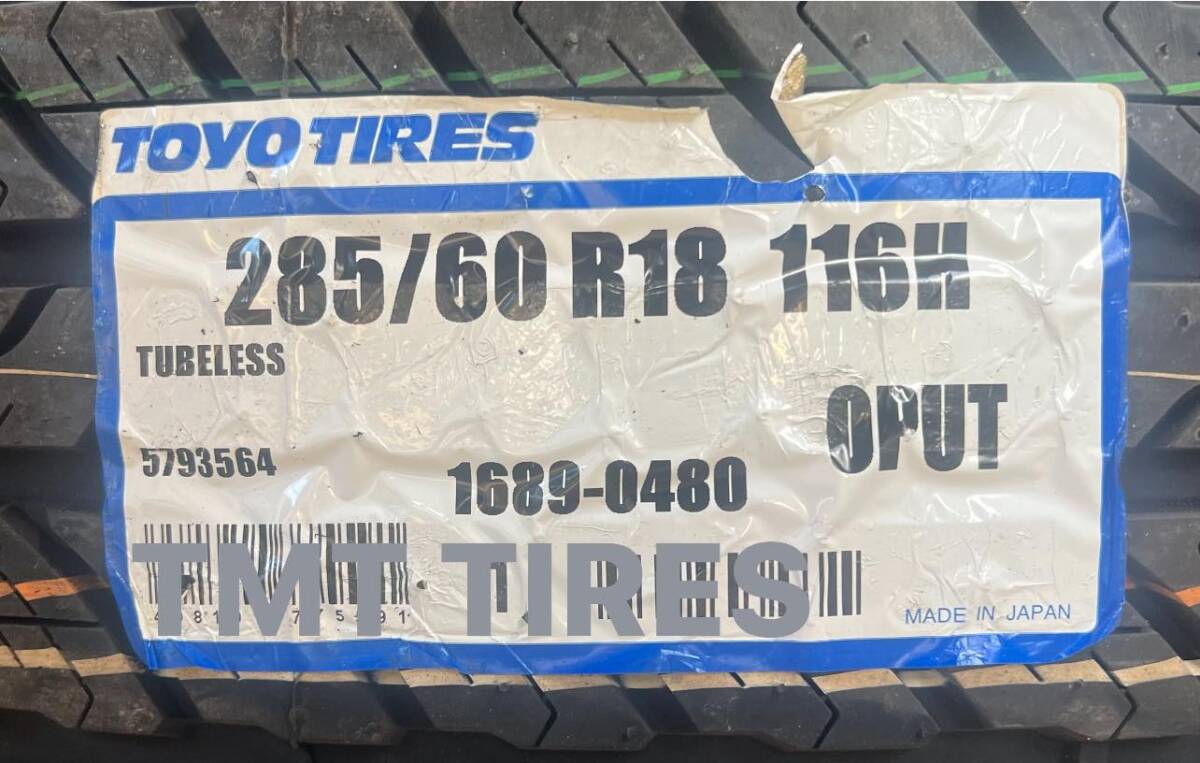 TOYO TIRES
285/60 R18 116H
TUBELESS
OPUT
5793564
1689-0480
TMT TIRES
MADE IN JAPAN